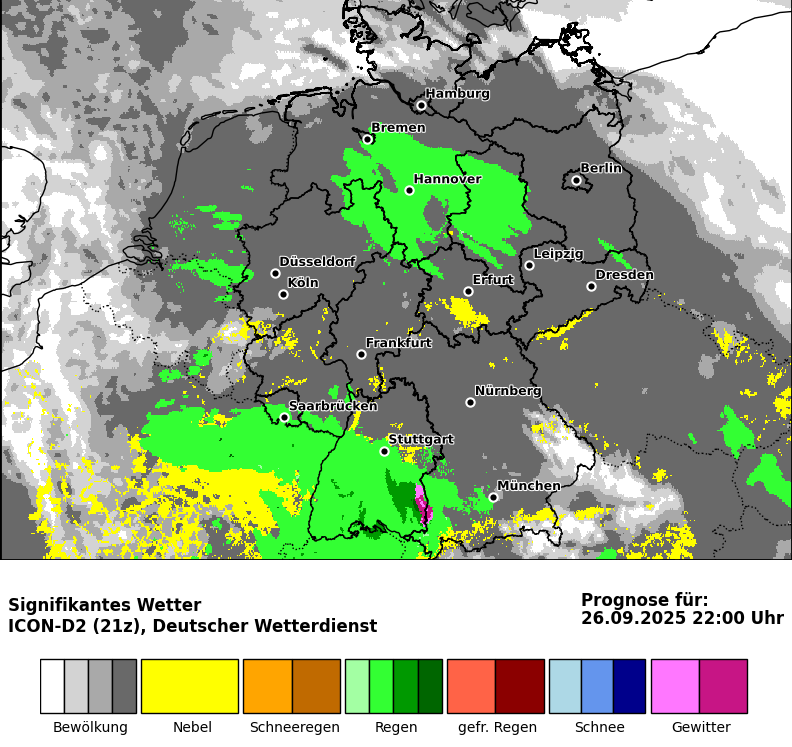 Hamburg
Bremen
Berlin
Hannover
Leipzig
Düsseldorf
Dresden
Köln
Erfurt
Frankfurt
Nürnberg
Saarbrücken
Stuttgart
München
Signifikantes Wetter
ICON-D2 (21z), Deutscher Wetterdienst
Prognose für:
26.09.2025 22:00 Uhr
Bewölkung
Nebel
Schneeregen
Regen
gefr. Regen
Schnee
Gewitter